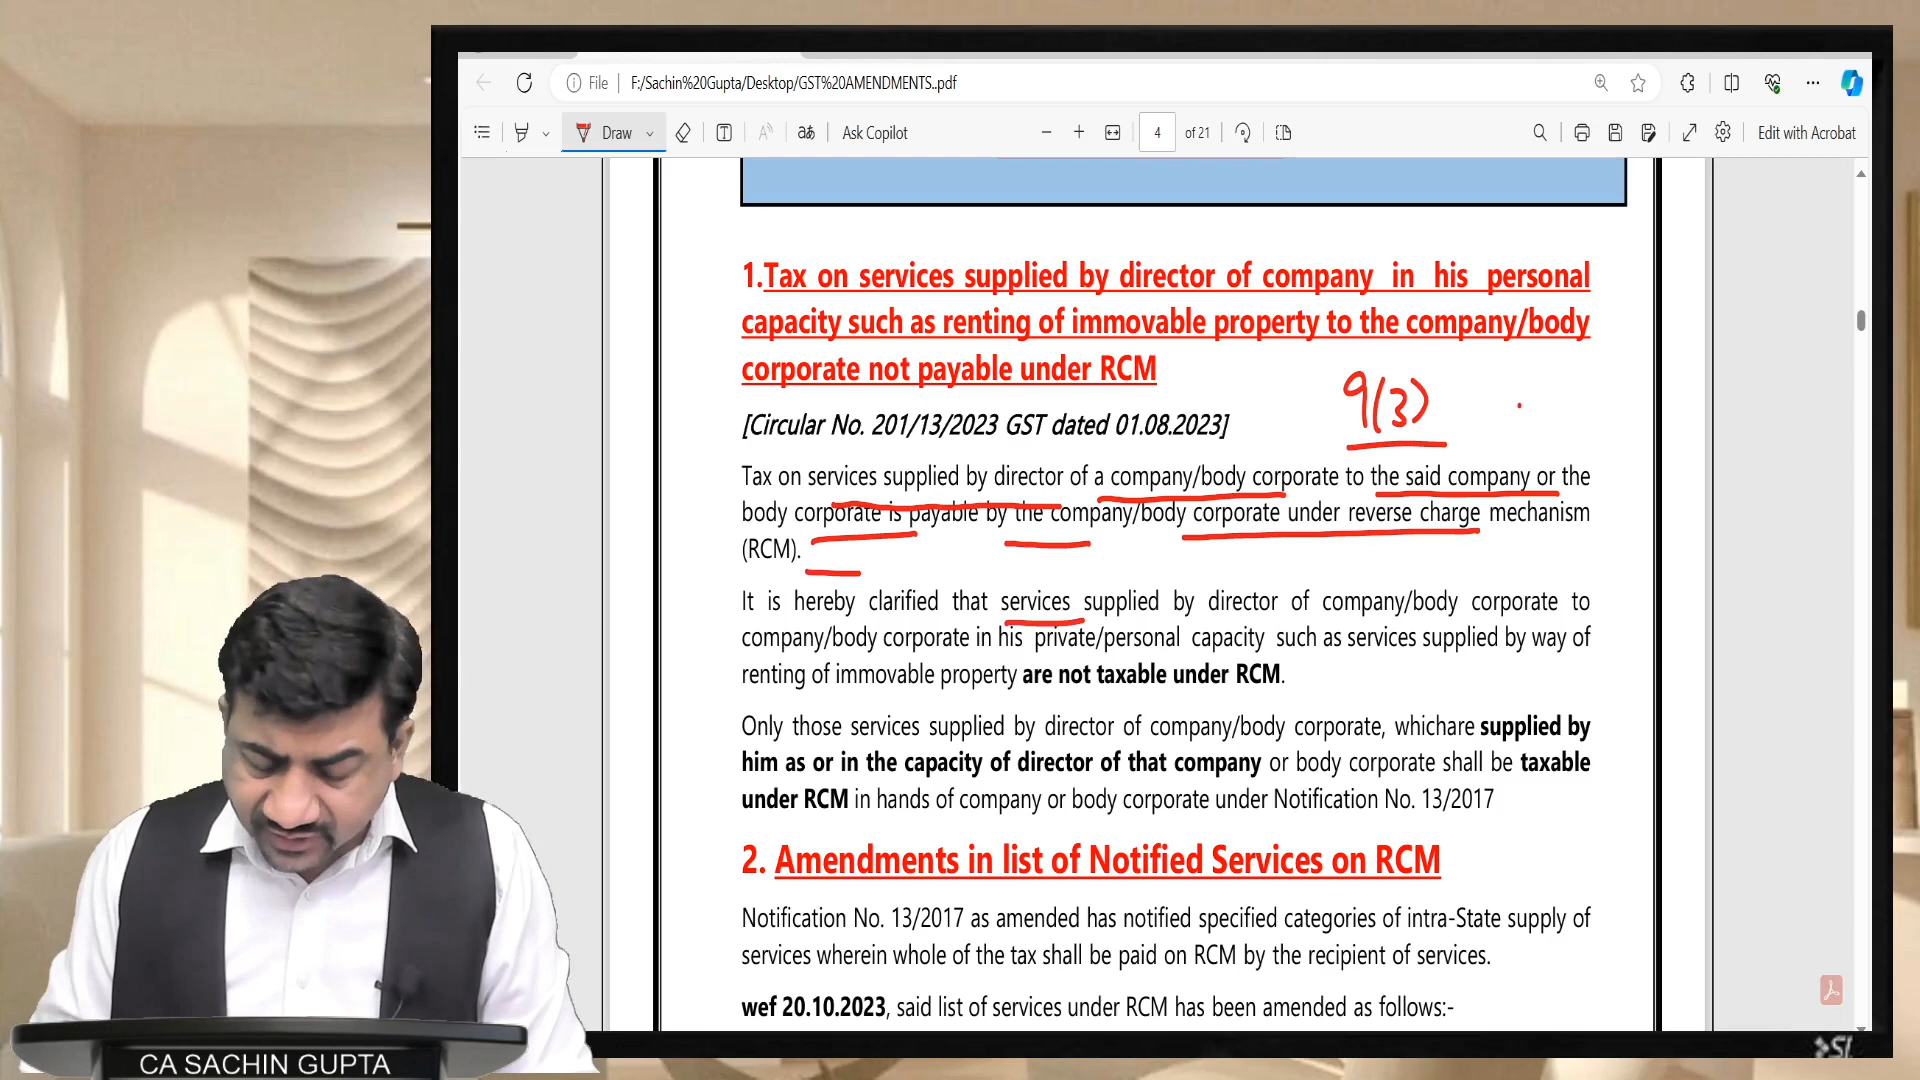 File
F:/Sachin%20Gupta/Desktop/GST%20AMENDMENTS..pdf
Draw
aあ
Ask Copilot
4
of 21
Edit with Acrobat
1.Tax on services supplied by director of company in his personal
capacity such as renting of immovable property to the company/body
corporate not payable under RCM
9(3)
[Circular No. 201/13/2023 GST dated 01.08.2023]
Tax on services supplied by director of a company/body corporate to the said company or the
body corporate is payable by the company/body corporate under reverse charge mechanism
(RCM).
It is hereby clarified that services supplied by director of company/body corporate to
company/body corporate in his private/personal capacity such as services supplied by way of
renting of immovable property are not taxable under RCM.
Only those services supplied by director of company/body corporate, whichare supplied by
him as or in the capacity of director of that company or body corporate shall be taxable
under RCM in hands of company or body corporate under Notification No. 13/2017
2. Amendments in list of Notified Services on RCM
Notification No. 13/2017 as amended has notified specified categories of intra-State supply of
services wherein whole of the tax shall be paid on RCM by the recipient of services.
wef 20.10.2023, said list of services under RCM has been amended as follows:-
CA SACHIN GUPTA